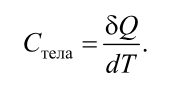 C_тела = δQ/dT.